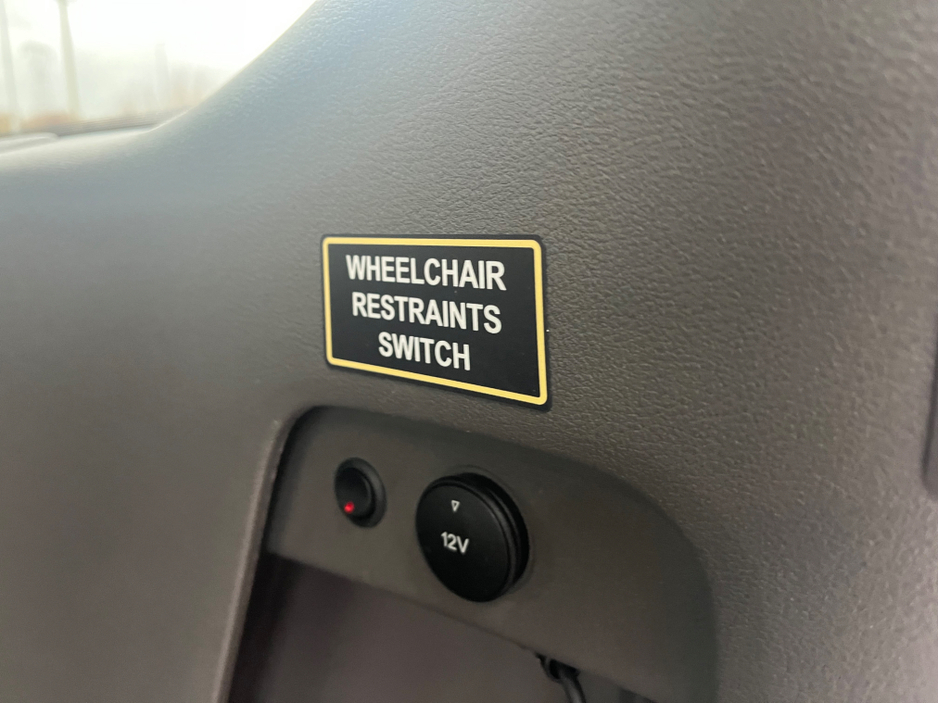 WHEELCHAIR
RESTRAINTS
SWITCH
12V